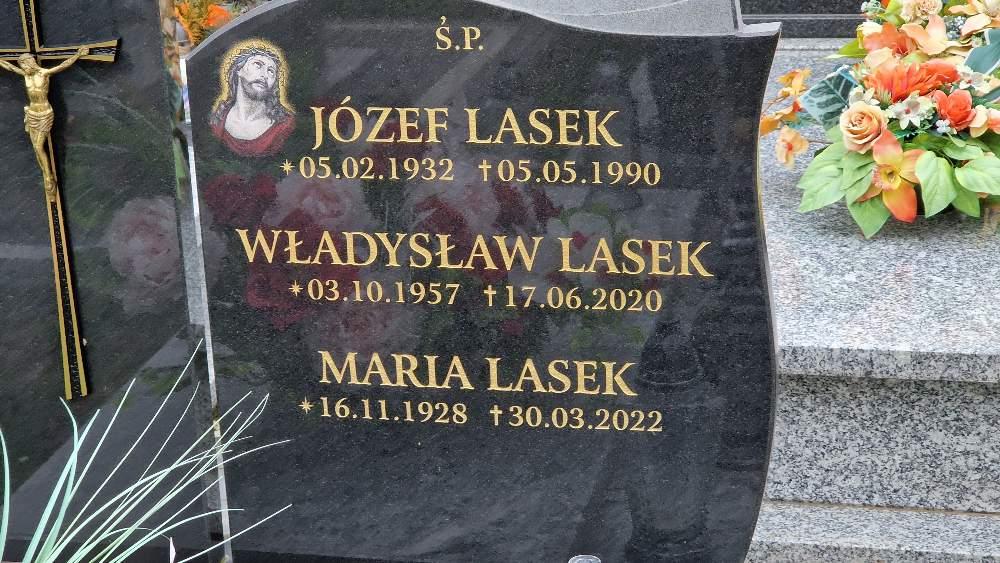 Ś.P.
JÓZEF LASEK
*05.02.1932 †05.05.1990
WŁADYSŁAW LASEK
*03.10.1957 †17.06.2020
MARIA LASEK
*16.11.1928 †30.03.2022